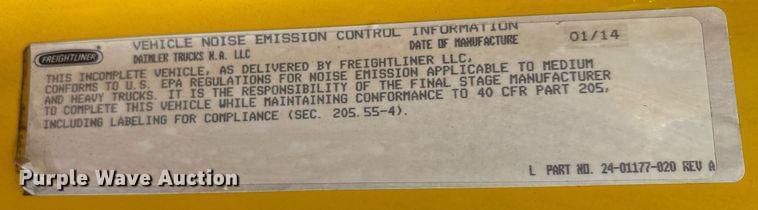 VEHICLE NOISE EMISSION CONTROL INFORMATION
FREIGHTLINER
DAIMLER TRUCKS N.A. LLC DATE OF MANUFACTURE 01/14
THIS INCOMPLETE VEHICLE, AS DELIVERED BY FREIGHTLINER LLC,
CONFORMS TO U.S. EPA REGULATIONS FOR NOISE EMISSION APPLICABLE TO MEDIUM
AND HEAVY TRUCKS. IT IS THE RESPONSIBILITY OF THE FINAL STAGE MANUFACTURER
TO COMPLETE THIS VEHICLE WHILE MAINTAINING CONFORMANCE TO 40 CFR PART 205,
INCLUDING LABELING FOR COMPLIANCE (SEC. 205.55-4).
L PART NO. 24-01177-020 REV A
Purple Wave Auction